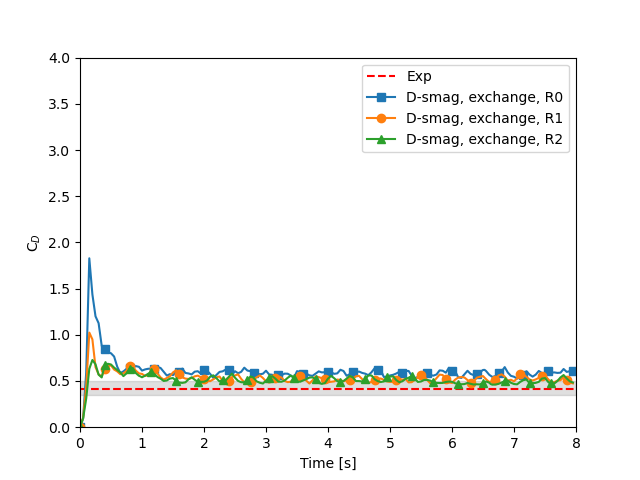 4.0
3.5
3.0
2.5
2.0
1.5
1.0
0.5
0.0
C_D
Exp
D-smag, exchange, R0
D-smag, exchange, R1
D-smag, exchange, R2
0 1 2 3 4 5 6 7 8
Time [s]